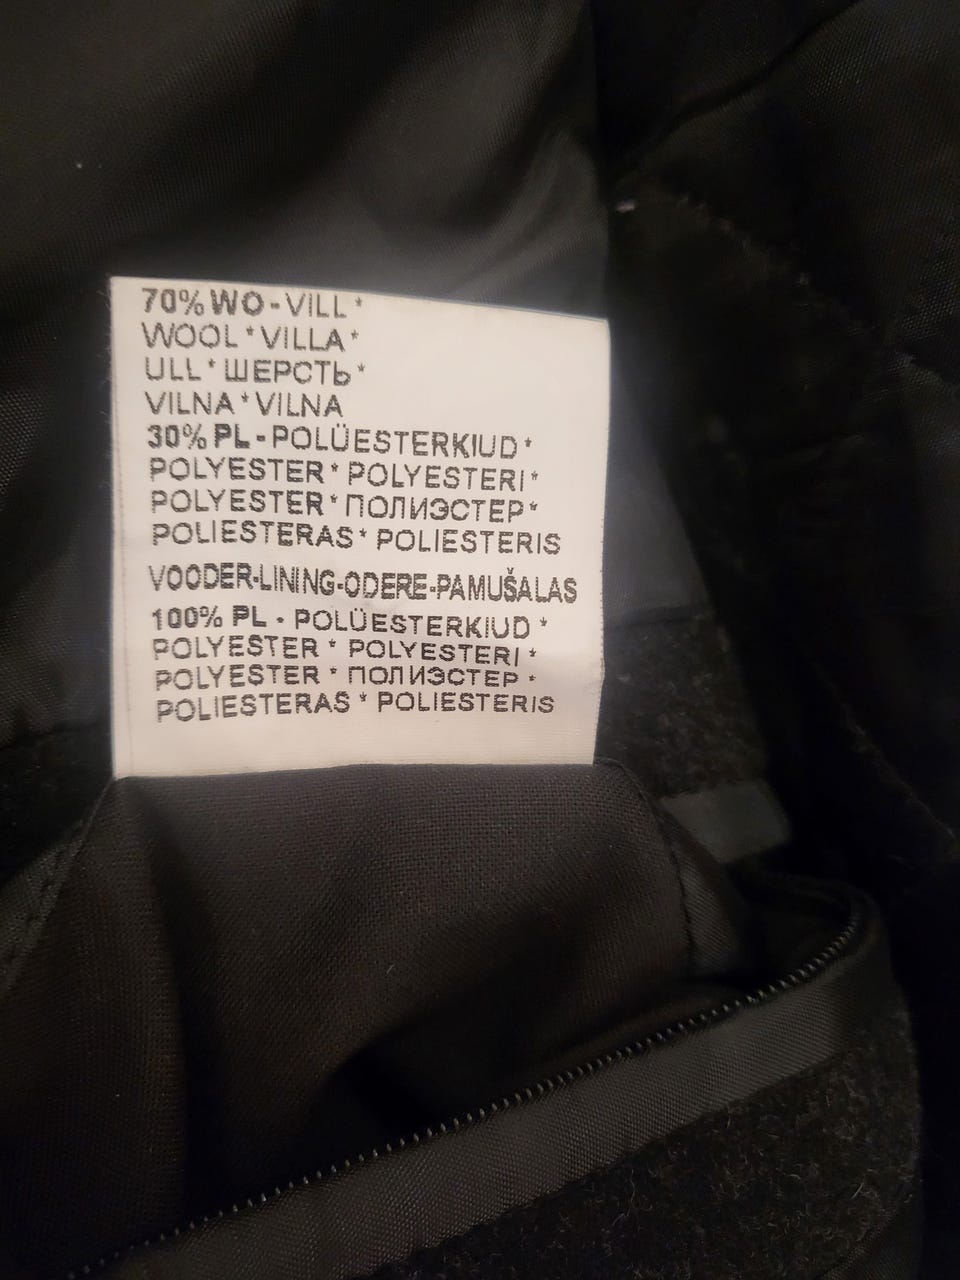 70% WO-VILL*
WOOL*VILLA*
ULL*ШЕРСТЬ*
VILNA*VILNA
30% PL-POLÜESTERKIUD*
POLYESTER*POLYESTERI*
POLYESTER*ПОЛИЭСТЕР*
POLIESTERAS*POLIESTERIS
VOODER-LINING-ODERE-PAMUŠALAS
100% PL - POLÜESTERKIUD *
POLYESTER * POLYESTERI *
POLYESTER * ПОЛИЭСТЕР *
POLIESTERAS * POLIESTERIS